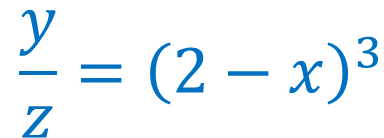 y/z = (2 − x)³